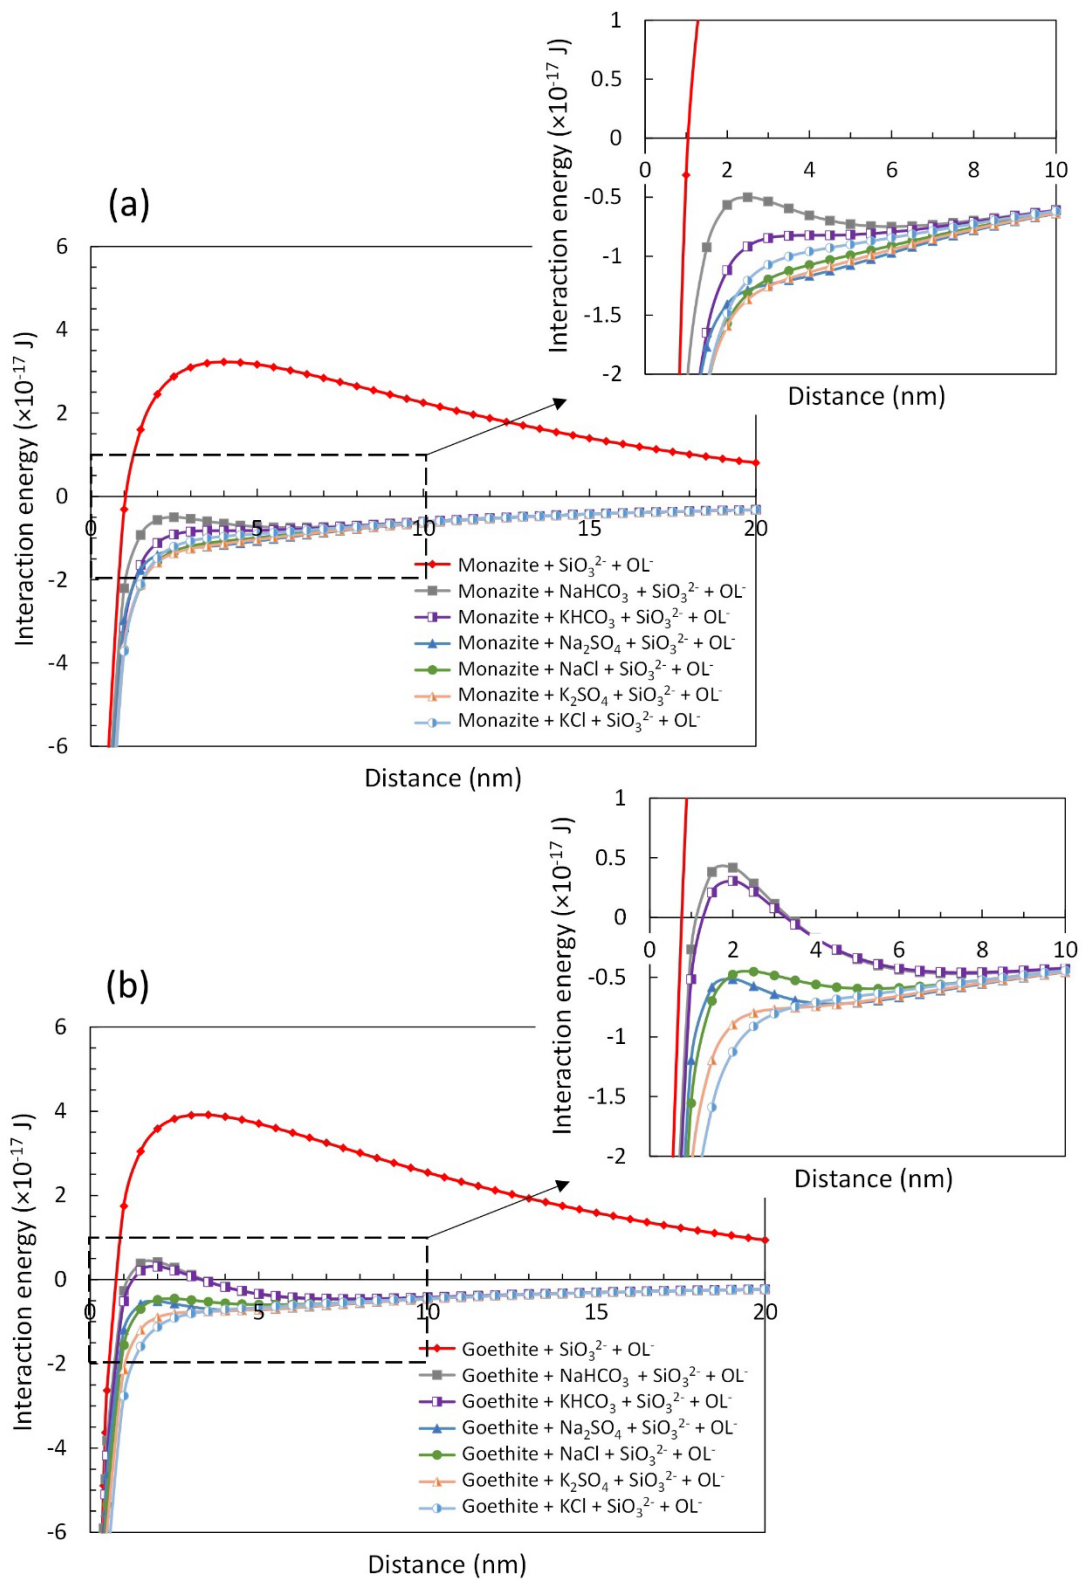 (a)
Interaction energy (×10⁻¹⁷ J)
1
0.5
0
-0.5
-1
-1.5
-2
0 2 4 6 8 10
Distance (nm)
Interaction energy (×10⁻¹⁷ J)
6
4
2
0
-2
-4
-6
0 5 10 15 20
Monazite + SiO₃²⁻ + OL⁻
Monazite + NaHCO₃ + SiO₃²⁻ + OL⁻
Monazite + KHCO₃ + SiO₃²⁻ + OL⁻
Monazite + Na₂SO₄ + SiO₃²⁻ + OL⁻
Monazite + NaCl + SiO₃²⁻ + OL⁻
Monazite + K₂SO₄ + SiO₃²⁻ + OL⁻
Monazite + KCl + SiO₃²⁻ + OL⁻
Distance (nm)
(b)
Interaction energy (×10⁻¹⁷ J)
1
0.5
0
-0.5
-1
-1.5
-2
0 2 4 6 8 10
Distance (nm)
Interaction energy (×10⁻¹⁷ J)
6
4
2
0
-2
-4
-6
0 5 10 15 20
Goethite + SiO₃²⁻ + OL⁻
Goethite + NaHCO₃ + SiO₃²⁻ + OL⁻
Goethite + KHCO₃ + SiO₃²⁻ + OL⁻
Goethite + Na₂SO₄ + SiO₃²⁻ + OL⁻
Goethite + NaCl + SiO₃²⁻ + OL⁻
Goethite + K₂SO₄ + SiO₃²⁻ + OL⁻
Goethite + KCl + SiO₃²⁻ + OL⁻
Distance (nm)